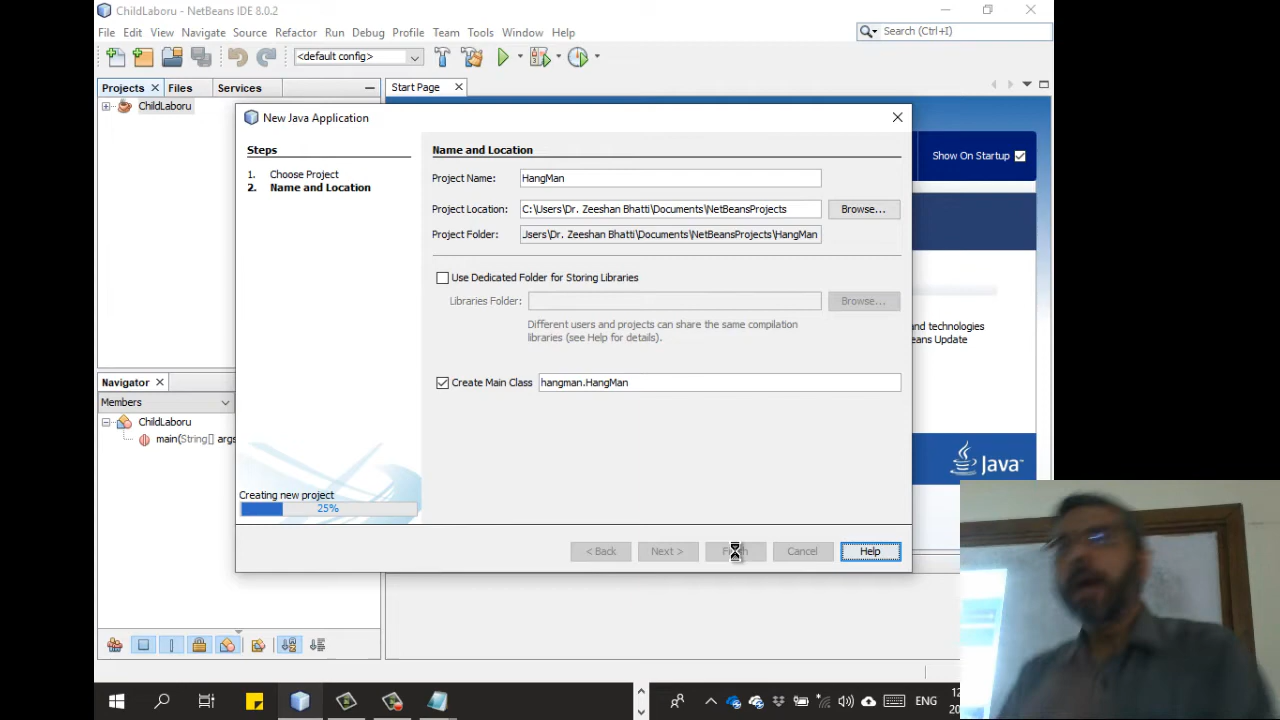 ChildLaboru - NetBeans IDE 8.0.2
File Edit View Navigate Source Refactor Run Debug Profile Team Tools Window Help
Search (Ctrl+I)
<default config>
Projects Files Services
Start Page
ChildLaboru
New Java Application
Steps
1. Choose Project
2. Name and Location
Name and Location
Project Name: HangMan
Project Location: C:\Users\Dr. Zeeshan Bhatti\Documents\NetBeansProjects Browse...
Project Folder: Users\Dr. Zeeshan Bhatti\Documents\NetBeansProjects\HangMan
Use Dedicated Folder for Storing Libraries
Libraries Folder: Browse...
Different users and projects can share the same compilation
libraries (see Help for details).
Create Main Class hangman.HangMan
Creating new project
25%
< Back Next > Cancel Help
Show On Startup
and technologies
eans Update
Java
Navigator
Members
ChildLaboru
main(String[] args
ENG
12
20